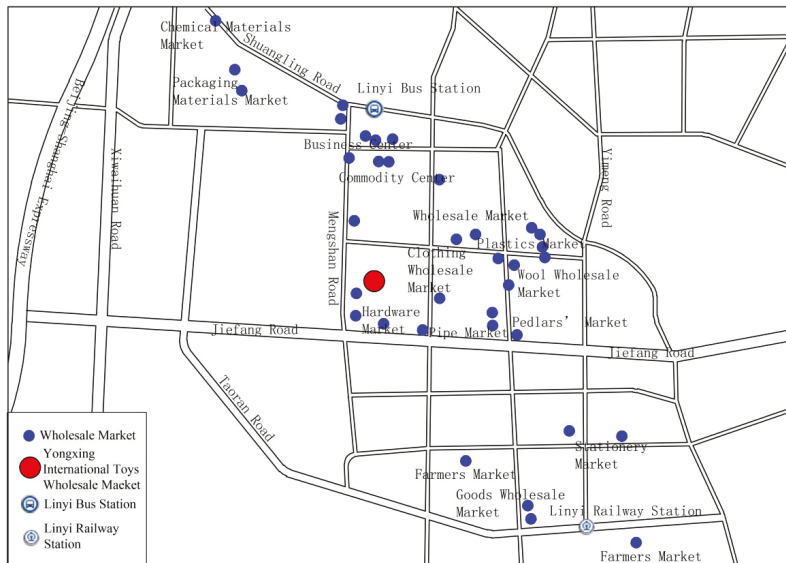 Chemical Materials
Market
Shuangling Road
Linyi Bus Station
Packaging
Materials Market
Beijing-Shanghai Expressway
Xiwaihuan Road
Business Center
Commodity Center
Yimeng Road
Mengshan Road
Wholesale Market
Plastics Market
Clothing
Wholesale
Market
Wool Wholesale
Market
Hardware
Market
Pipe Market
Pedlars' Market
Jiefang Road
Jiefang Road
Taoran Road
Stationery
Market
Farmers Market
Goods Wholesale
Market
Linyi Railway Station
Farmers Market
Wholesale Market
Yongxing
International Toys
Wholesale Macket
Linyi Bus Station
Linyi Railway
Station